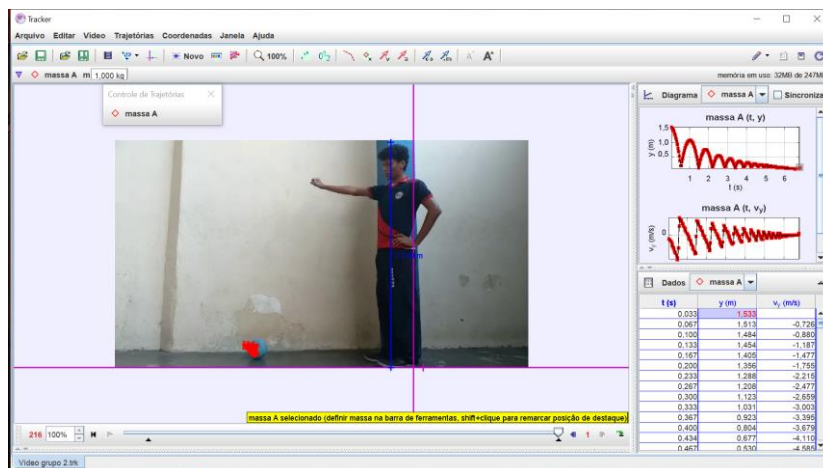 Tracker
Arquivo Editar Vídeo Trajetórias Coordenadas Janela Ajuda
Novo 100%
massa A m 1,000 kg
memória em uso: 32MB de 247M
Controle de Trajetórias
massa A
Diagrama massa A Sincroniza
massa A (t, y)
y (m)
1,5
1,0
0,5
1 2 3 4 5 6
t (s)
massa A (t, vy)
vy (m/s)
0
Dados massa A
t (s) y (m) vy (m/s)
0,033 1,533
0,067 1,513 -0,726
0,100 1,484 -0,880
0,133 1,454 -1,187
0,167 1,405 -1,477
0,200 1,356 -1,755
0,233 1,288 -2,215
0,267 1,208 -2,477
0,300 1,123 -2,659
0,333 1,031 -3,003
0,367 0,923 -3,395
0,400 0,804 -3,679
0,434 0,677 -4,110
0,467 0,530 -4,585
massa A selecionado (definir massa na barra de ferramentas, shift+clique para remarcar posição de destaque)
216 100% 1
Vídeo grupo 2.trk